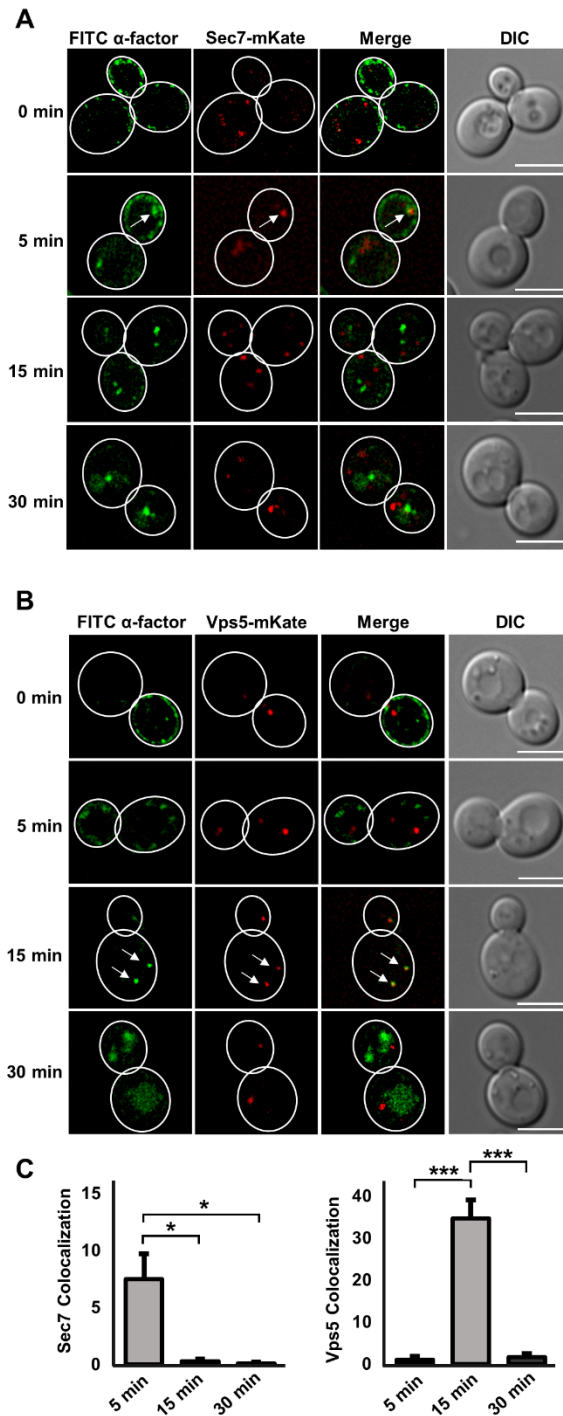 A
FITC α-factor Sec7-mKate Merge DIC
0 min
5 min
15 min
30 min
B
FITC α-factor Vps5-mKate Merge DIC
0 min
5 min
15 min
30 min
C
Sec7 Colocalization
15
10
5
0
*
*
5 min 15 min 30 min
Vps5 Colocalization
40
30
20
10
0
*** ***
5 min 15 min 30 min